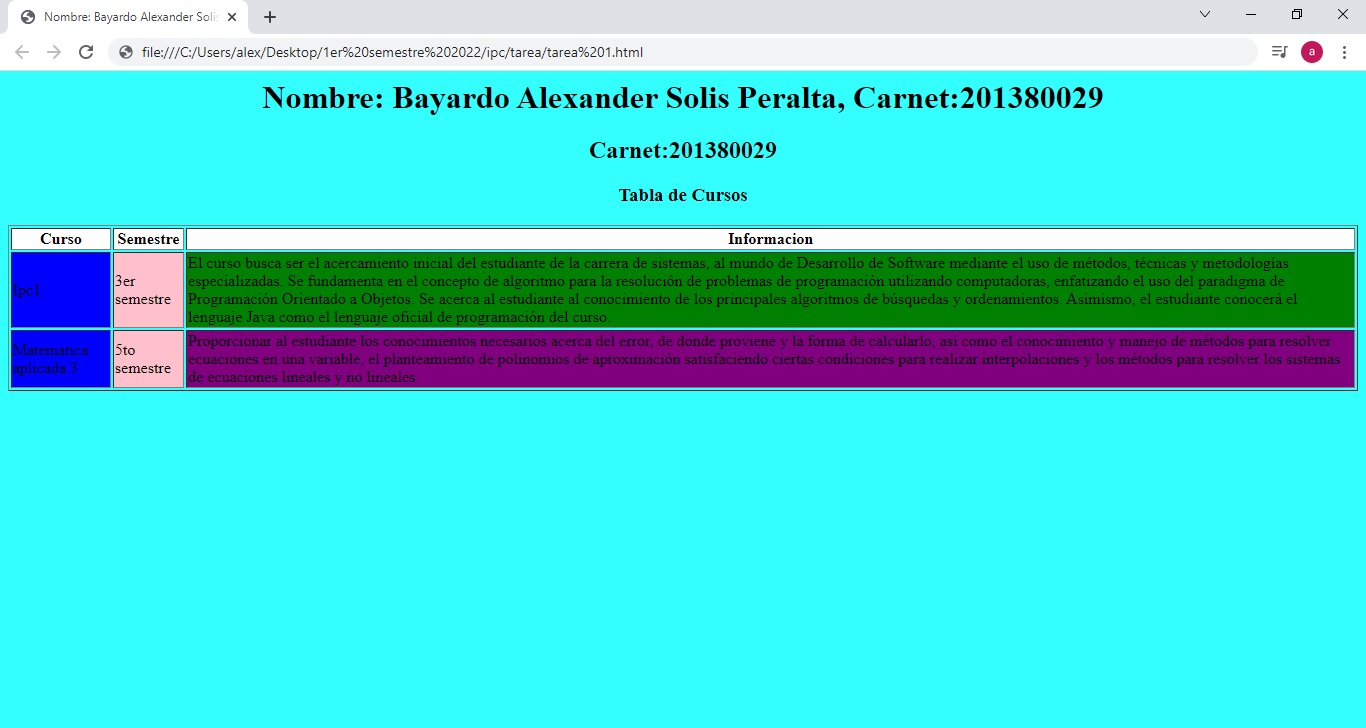 Nombre: Bayardo Alexander Solis
file:///C:/Users/alex/Desktop/1er%20semestre%202022/ipc/tarea/tarea%201.html
a
Nombre: Bayardo Alexander Solis Peralta, Carnet:201380029
Carnet:201380029
Tabla de Cursos
Curso Semestre Informacion
Ipc1
3er
semestre
El curso busca ser el acercamiento inicial del estudiante de la carrera de sistemas, al mundo de Desarrollo de Software mediante el uso de métodos, técnicas y metodologías
especializadas. Se fundamenta en el concepto de algoritmo para la resolución de problemas de programación utilizando computadoras, enfatizando el uso del paradigma de
Programación Orientado a Objetos. Se acerca al estudiante al conocimiento de los principales algoritmos de búsquedas y ordenamientos. Asimismo, el estudiante conocerá el
lenguaje Java como el lenguaje oficial de programación del curso.
Matematica
aplicada 3
5to
semestre
Proporcionar al estudiante los conocimientos necesarios acerca del error, de donde proviene y la forma de calcularlo, así como el conocimiento y manejo de métodos para resolver
ecuaciones en una variable, el planteamiento de polinomios de aproximación satisfaciendo ciertas condiciones para realizar interpolaciones y los métodos para resolver los sistemas
de ecuaciones lineales y no lineales.